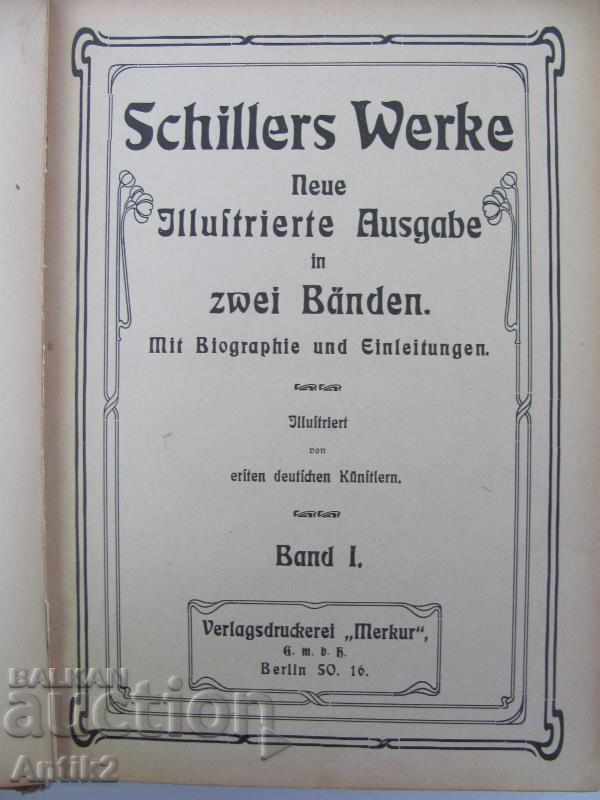 Schillers Werke
Neue
Illuſtrierte Ausgabe
in
zwei Bänden.
Mit Biographie und Einleitungen.
Illuſtriert
von
erſten deutſchen Künſtlern.
Band I.
Verlagsdruckerei „Merkur“,
G. m. b. H.
Berlin SO. 16.
BALKAN
auction
Antik2